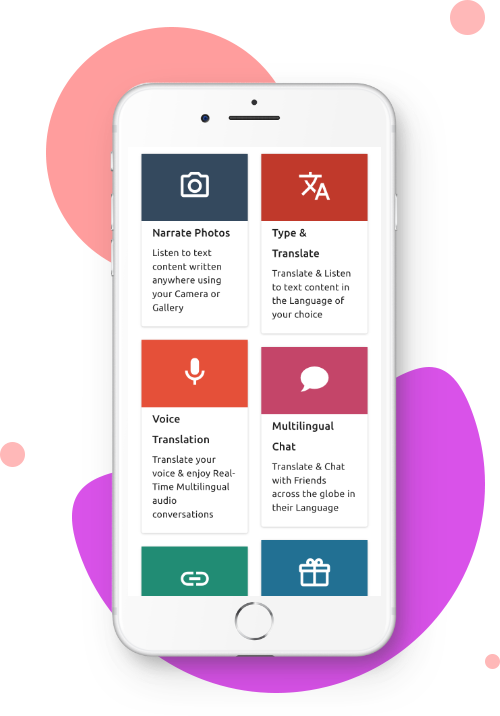 Narrate Photos
Listen to text
content written
anywhere using
your Camera or
Gallery
Type &
Translate
Translate & Listen
to text content in
the Language of
your choice
Voice
Translation
Translate your
voice & enjoy Real-
Time Multilingual
audio
conversations
Multilingual
Chat
Translate & Chat
with Friends
across the globe in
their Language